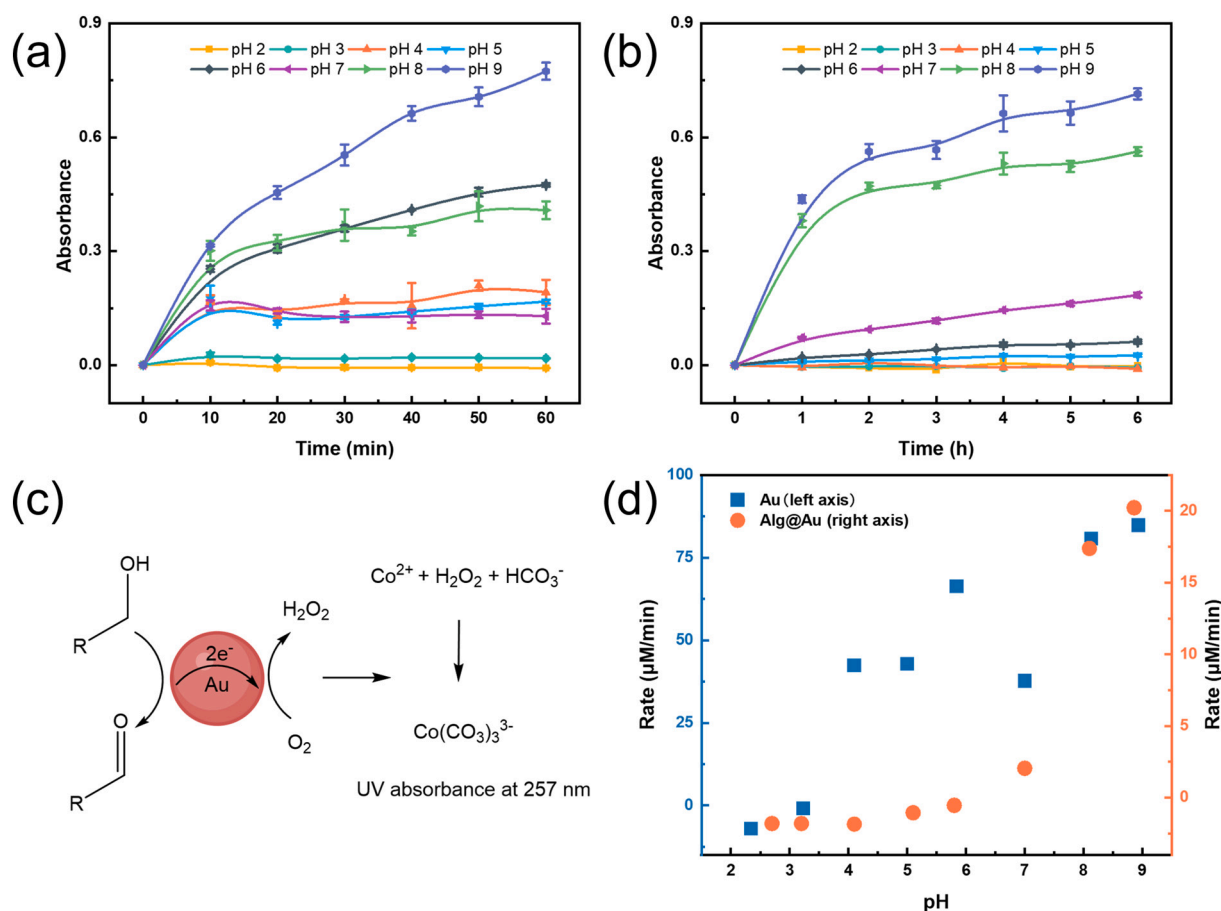 (a)
0.9
0.6
0.3
0.0
Absorbance
pH 2 pH 3 pH 4 pH 5
pH 6 pH 7 pH 8 pH 9
0 10 20 30 40 50 60
Time (min)
(b)
0.9
0.6
0.3
0.0
Absorbance
pH 2 pH 3 pH 4 pH 5
pH 6 pH 7 pH 8 pH 9
0 1 2 3 4 5 6
Time (h)
(c)
OH
R
O
R
2e⁻
Au
H₂O₂
O₂
Co²⁺ + H₂O₂ + HCO₃⁻
Co(CO₃)₃³⁻
UV absorbance at 257 nm
(d)
100
75
50
25
0
Rate (μM/min)
Au (left axis)
Alg@Au (right axis)
20
15
10
5
0
Rate (μM/min)
2 3 4 5 6 7 8 9
pH